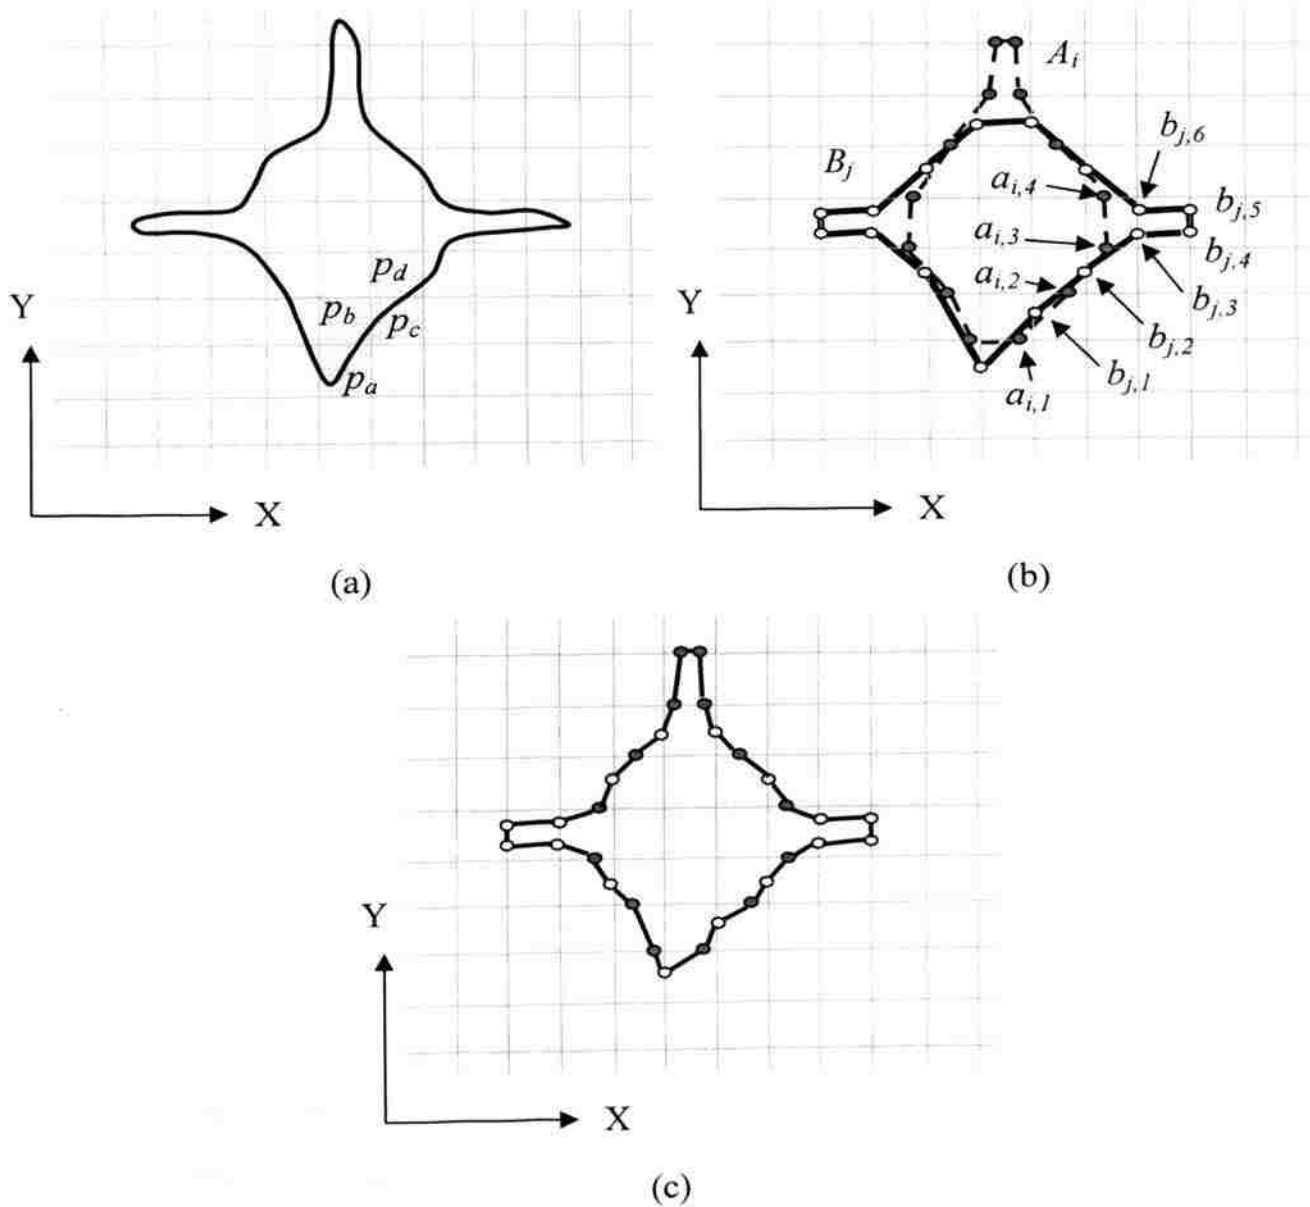 p_d
Y
p_b
p_c
p_a
X
(a)
A_i
b_{j,6}
B_j
a_{i,4}
b_{j,5}
a_{i,3}
b_{j,4}
a_{i,2}
b_{j,3}
Y
b_{j,2}
b_{j,1}
a_{i,1}
X
(b)
Y
X
(c)